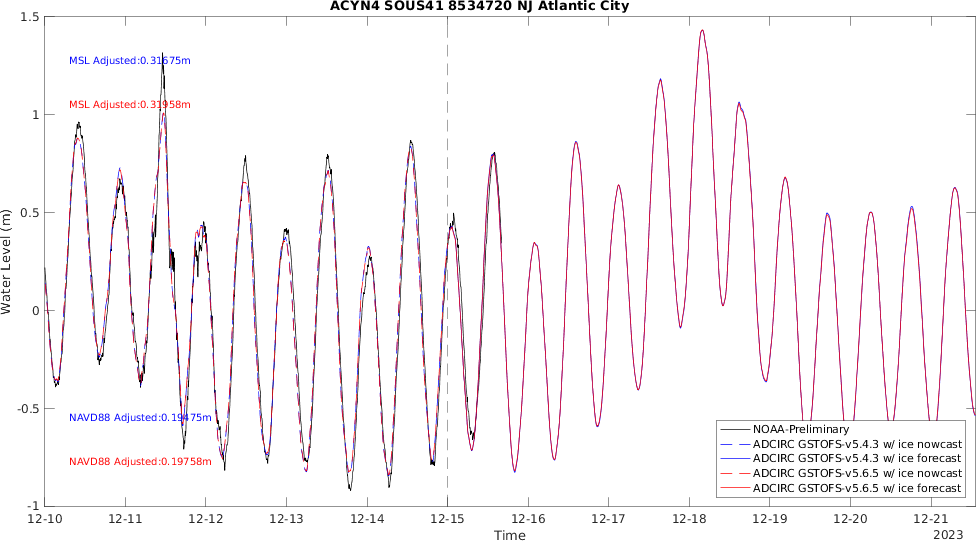 ACYN4 SOUS41 8534720 NJ Atlantic City
1.5
1
0.5
0
-0.5
-1
Water Level (m)
MSL Adjusted:0.31675m
MSL Adjusted:0.31958m
NAVD88 Adjusted:0.19475m
NAVD88 Adjusted:0.19758m
NOAA-Preliminary
ADCIRC GSTOFS-v5.4.3 w/ ice nowcast
ADCIRC GSTOFS-v5.4.3 w/ ice forecast
ADCIRC GSTOFS-v5.6.5 w/ ice nowcast
ADCIRC GSTOFS-v5.6.5 w/ ice forecast
12-10 12-11 12-12 12-13 12-14 12-15 12-16 12-17 12-18 12-19 12-20 12-21
Time
2023